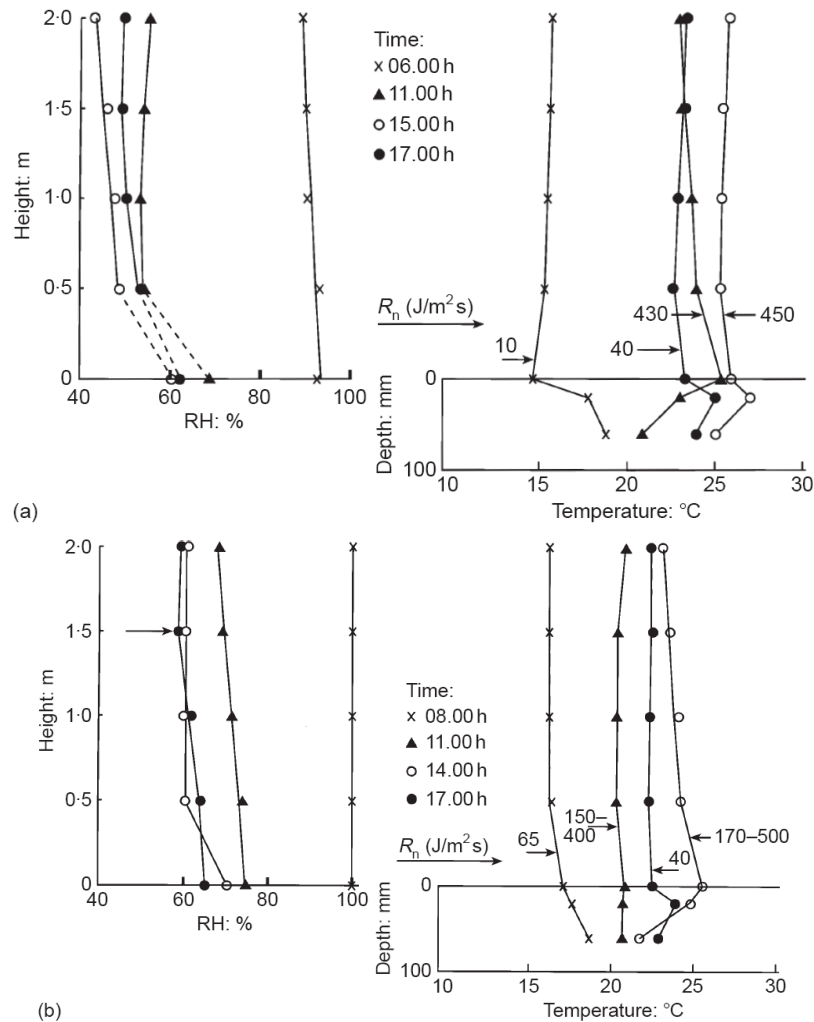 2·0
1·5
1·0
0·5
0
Height: m
40
60
80
100
RH: %
Time:
× 06.00 h
▲ 11.00 h
○ 15.00 h
● 17.00 h
Rn (J/m²s)
10
430
40
450
0
100
Depth: mm
10
15
20
25
30
Temperature: °C
(a)
2·0
1·5
1·0
0·5
0
Height: m
40
60
80
100
RH: %
Time:
× 08.00 h
▲ 11.00 h
○ 14.00 h
● 17.00 h
Rn (J/m²s)
65
150–
400
40
170–500
0
100
Depth: mm
10
15
20
25
30
Temperature: °C
(b)